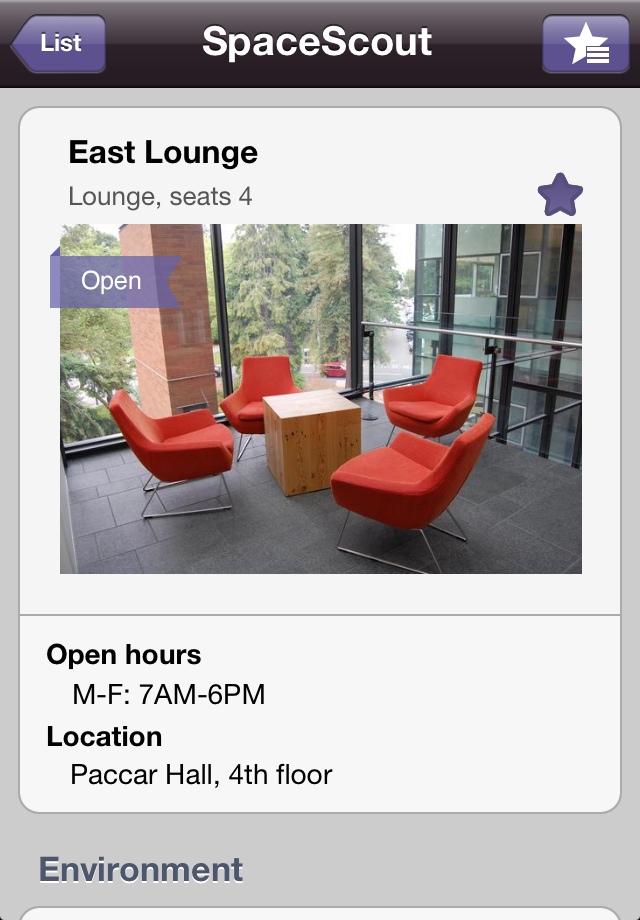 List
SpaceScout
East Lounge
Lounge, seats 4
Open
Open hours
M-F: 7AM-6PM
Location
Paccar Hall, 4th floor
Environment